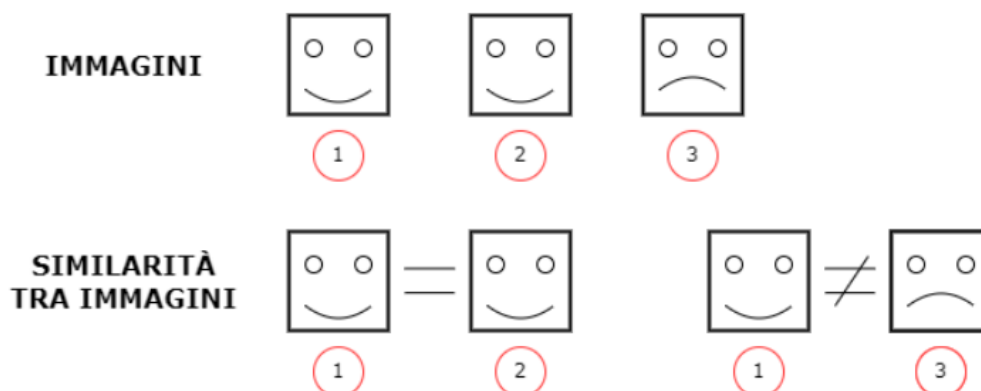 IMMAGINI
1 2 3
SIMILARITÀ
TRA IMMAGINI
= ≠
1 2 1 3